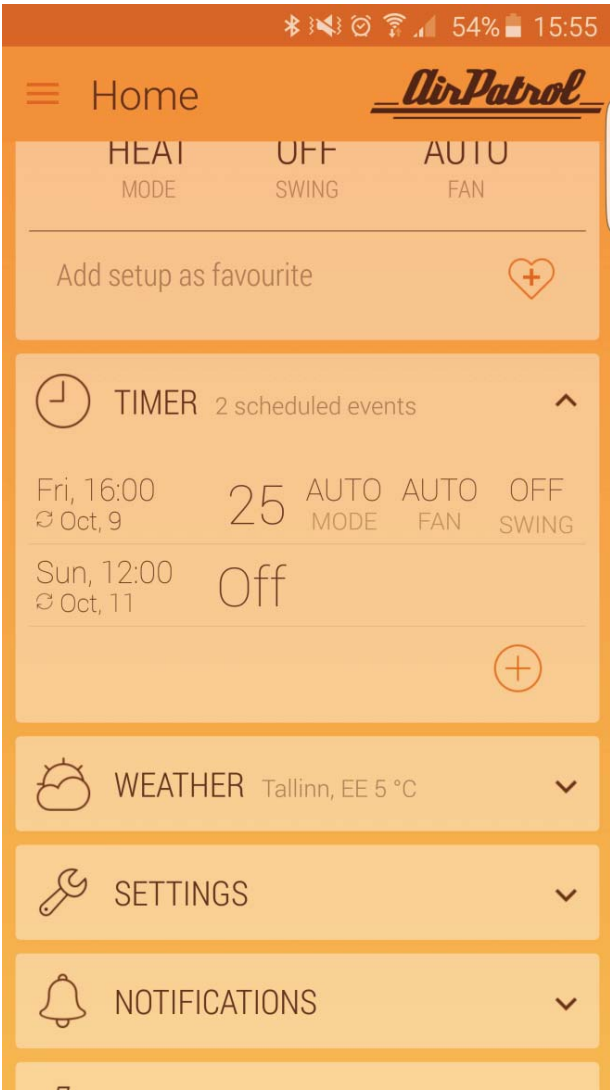 54% 15:55
Home AirPatrol
HEAT OFF AUTO
MODE SWING FAN
Add setup as favourite
TIMER 2 scheduled events
Fri, 16:00 25 AUTO AUTO OFF
Oct, 9 MODE FAN SWING
Sun, 12:00 Off
Oct, 11
WEATHER Tallinn, EE 5 °C
SETTINGS
NOTIFICATIONS